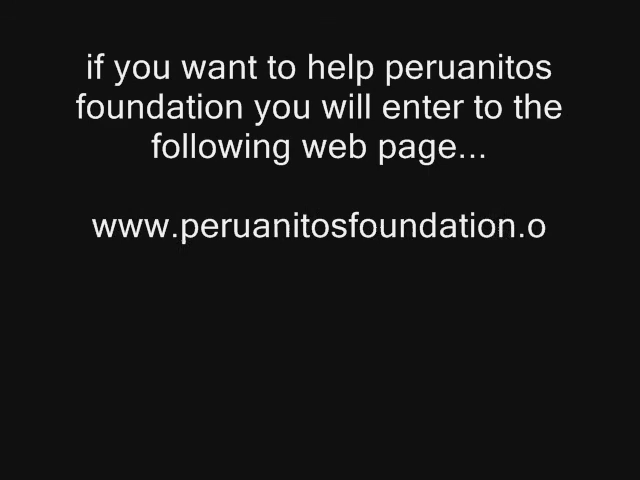 if you want to help peruanitos
foundation you will enter to the
following web page...
www.peruanitosfoundation.o